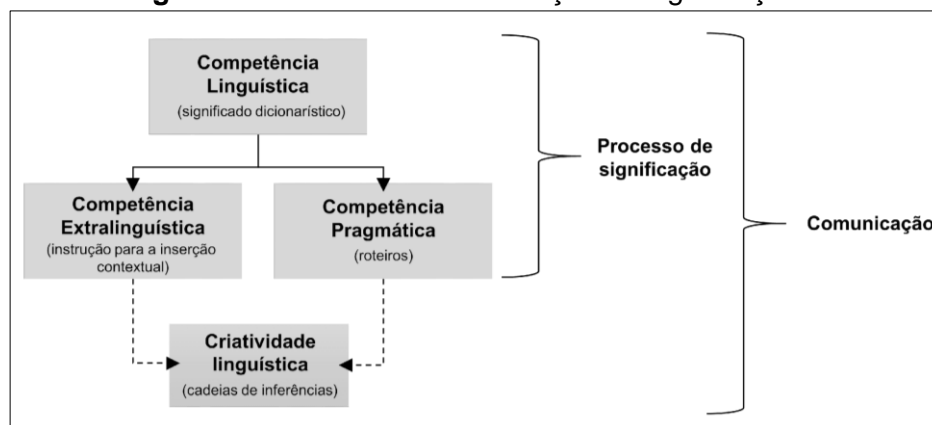 Competência
Linguística
(significado dicionarístico)
Processo de
significação
Competência
Extralinguística
(instrução para a inserção
contextual)
Competência
Pragmática
(roteiros)
Comunicação
Criatividade
linguística
(cadeias de inferências)